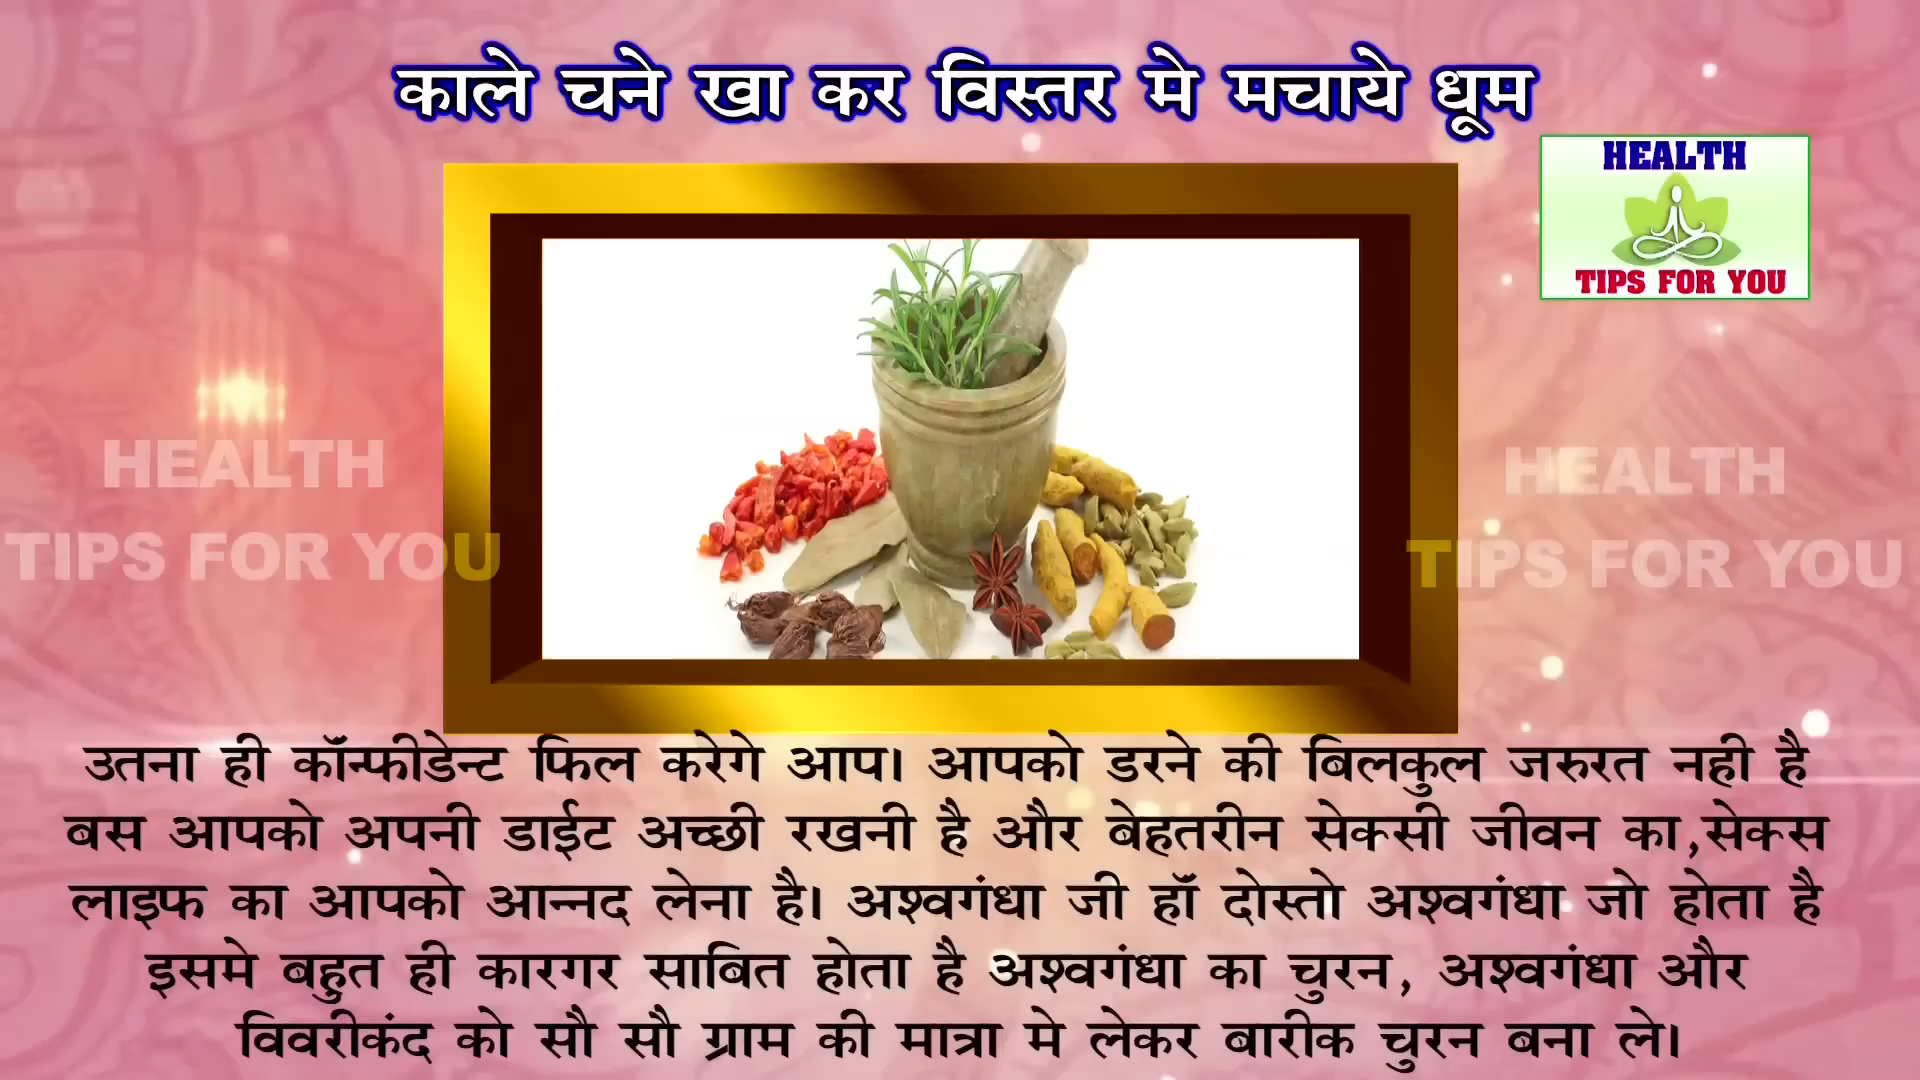 काले चने खा कर विस्तर मे मचाये धूम
HEALTH
TIPS FOR YOU
HEALTH
TIPS FOR YOU
HEALTH
TIPS FOR YOU
उतना ही कॉन्फीडेन्ट फिल करेगे आप। आपको डरने की बिलकुल जरुरत नही है
बस आपको अपनी डाईट अच्छी रखनी है और बेहतरीन सेक्सी जीवन का,सेक्स
लाइफ का आपको आन्नद लेना है। अश्वगंधा जी हॉ दोस्तो अश्वगंधा जो होता है
इसमे बहुत ही कारगर साबित होता है अश्वगंधा का चुरन, अश्वगंधा और
विवरीकंद को सौ सौ ग्राम की मात्रा मे लेकर बारीक चुरन बना ले।